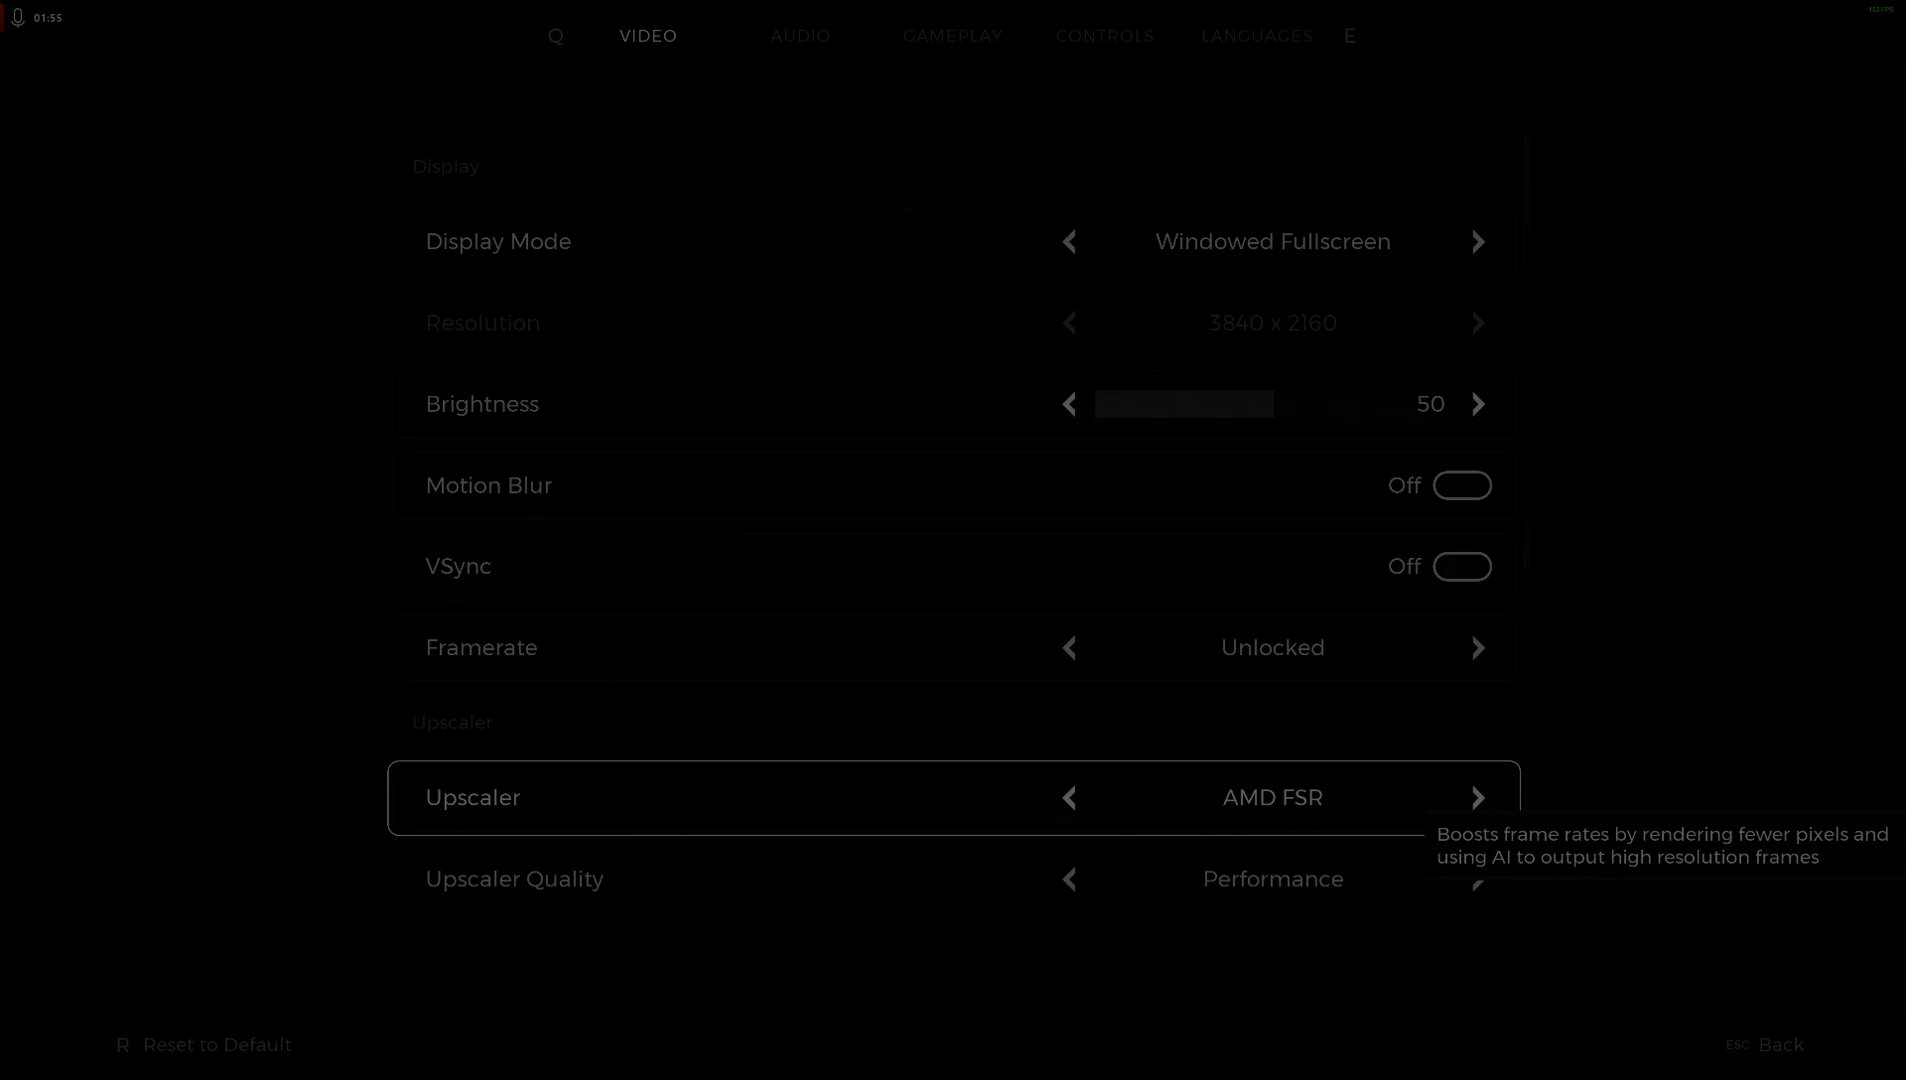 01:55
102 FPS
Q VIDEO AUDIO GAMEPLAY CONTROLS LANGUAGES E
Display
Display Mode Windowed Fullscreen
Resolution 3840 x 2160
Brightness 50
Motion Blur Off
VSync Off
Framerate Unlocked
Upscaler
Upscaler AMD FSR
Boosts frame rates by rendering fewer pixels and
using AI to output high resolution frames
Upscaler Quality Performance
R Reset to Default
ESC Back